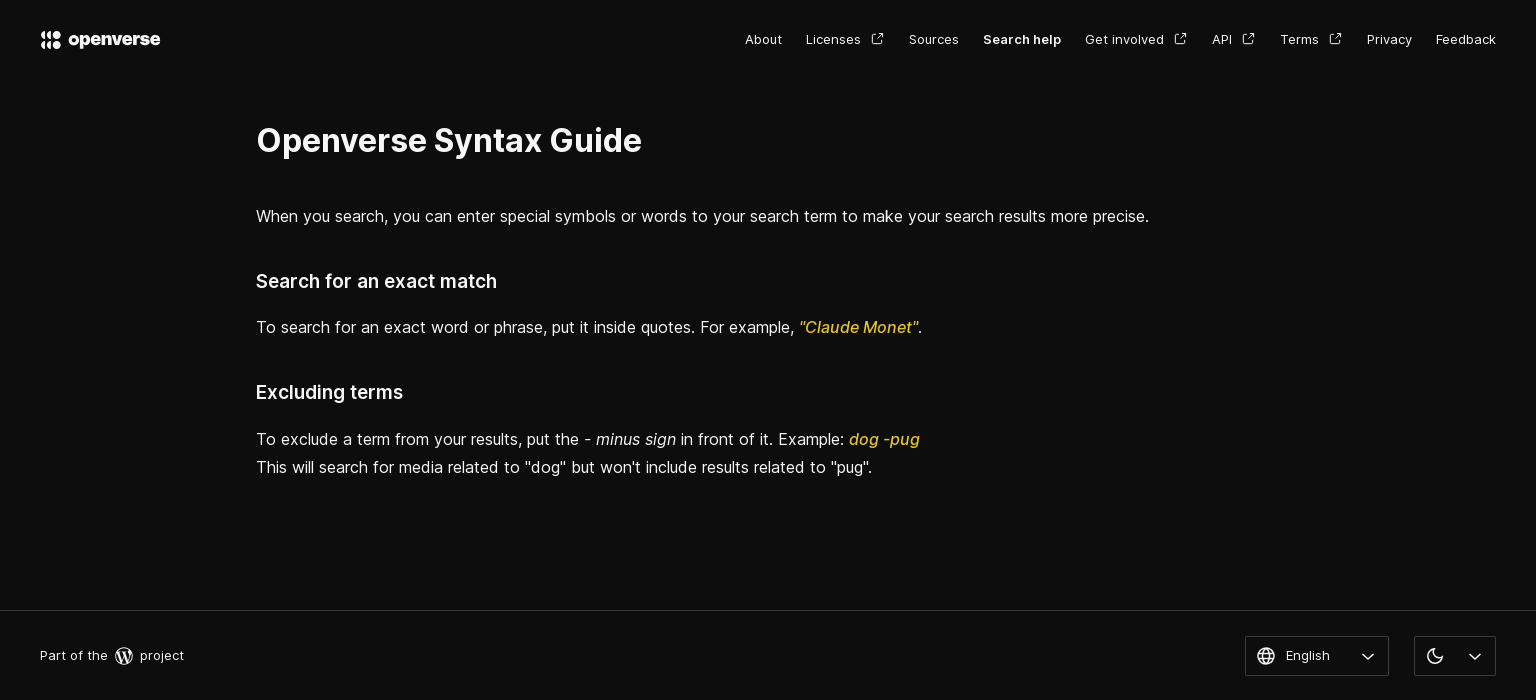 openverse
About Licenses Sources Search help Get involved API Terms Privacy Feedback
Openverse Syntax Guide
When you search, you can enter special symbols or words to your search term to make your search results more precise.
Search for an exact match
To search for an exact word or phrase, put it inside quotes. For example, "Claude Monet".
Excluding terms
To exclude a term from your results, put the - minus sign in front of it. Example: dog -pug
This will search for media related to "dog" but won't include results related to "pug".
Part of the project
English